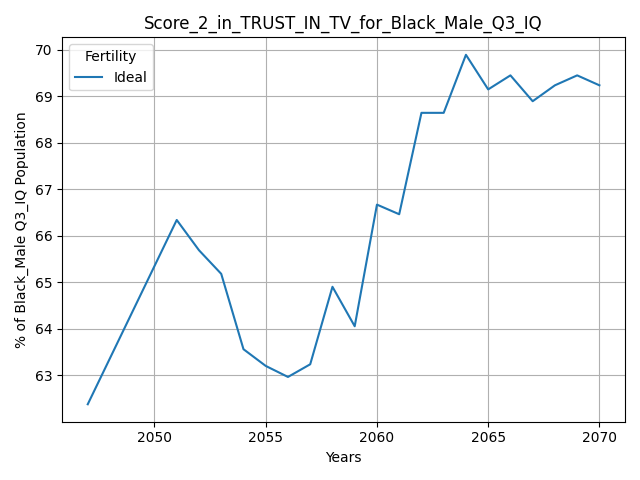 Score_2_in_TRUST_IN_TV_for_Black_Male_Q3_IQ
Fertility
Ideal
% of Black_Male Q3_IQ Population
70
69
68
67
66
65
64
63
2050 2055 2060 2065 2070
Years